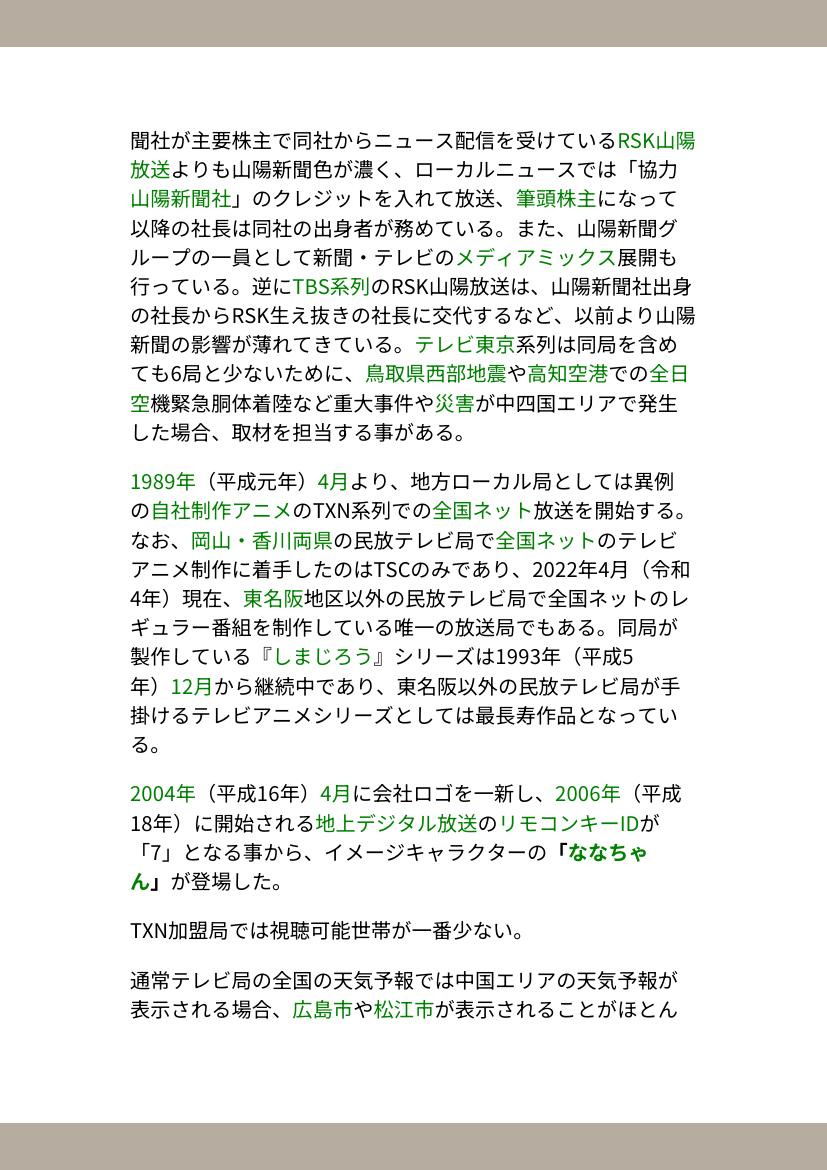 聞社が主要株主で同社からニュース配信を受けているRSK山陽
放送よりも山陽新聞色が濃く、ローカルニュースでは「協力
山陽新聞社」のクレジットを入れて放送、筆頭株主になって
以降の社長は同社の出身者が務めている。また、山陽新聞グ
ループの一員として新聞・テレビのメディアミックス展開も
行っている。逆にTBS系列のRSK山陽放送は、山陽新聞社出身
の社長からRSK生え抜きの社長に交代するなど、以前より山陽
新聞の影響が薄れてきている。テレビ東京系列は同局を含め
ても6局と少ないために、鳥取県西部地震や高知空港での全日
空機緊急胴体着陸など重大事件や災害が中四国エリアで発生
した場合、取材を担当する事がある。
1989年（平成元年）4月より、地方ローカル局としては異例
の自社制作アニメのTXN系列での全国ネット放送を開始する。
なお、岡山・香川両県の民放テレビ局で全国ネットのテレビ
アニメ制作に着手したのはTSCのみであり、2022年4月（令和
4年）現在、東名阪地区以外の民放テレビ局で全国ネットのレ
ギュラー番組を制作している唯一の放送局でもある。同局が
製作している『しまじろう』シリーズは1993年（平成5
年）12月から継続中であり、東名阪以外の民放テレビ局が手
掛けるテレビアニメシリーズとしては最長寿作品となってい
る。
2004年（平成16年）4月に会社ロゴを一新し、2006年（平成
18年）に開始される地上デジタル放送のリモコンキーIDが
「7」となる事から、イメージキャラクターの「ななちゃ
ん」が登場した。
TXN加盟局では視聴可能世帯が一番少ない。
通常テレビ局の全国の天気予報では中国エリアの天気予報が
表示される場合、広島市や松江市が表示されることがほとん